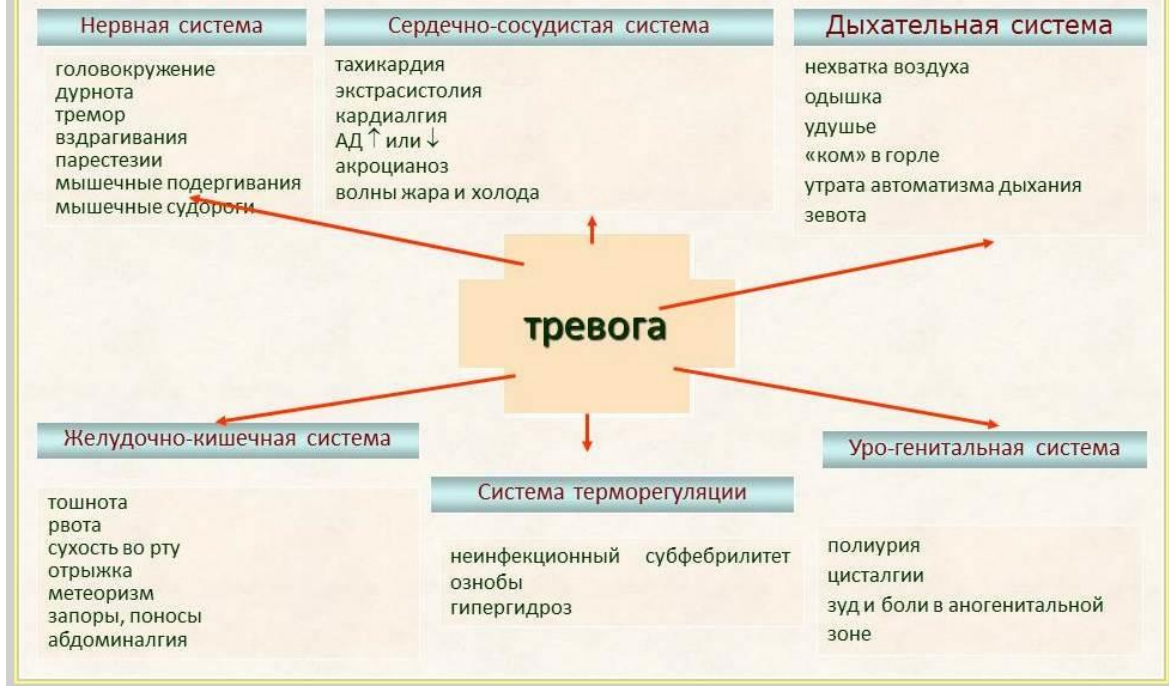 Нервная система
головокружение
дурнота
тремор
вздрагивания
парестезии
мышечные подергивания
мышечные судороги
Сердечно-сосудистая система
тахикардия
экстрасистолия
кардиалгия
АД ↑ или ↓
акроцианоз
волны жара и холода
Дыхательная система
нехватка воздуха
одышка
удушье
«ком» в горле
утрата автоматизма дыхания
зевота
тревога
Желудочно-кишечная система
тошнота
рвота
сухость во рту
отрыжка
метеоризм
запоры, поносы
абдоминалгия
Система терморегуляции
неинфекционный субфебрилитет
ознобы
гипергидроз
Уро-генитальная система
полиурия
цисталгии
зуд и боли в аногенитальной
зоне